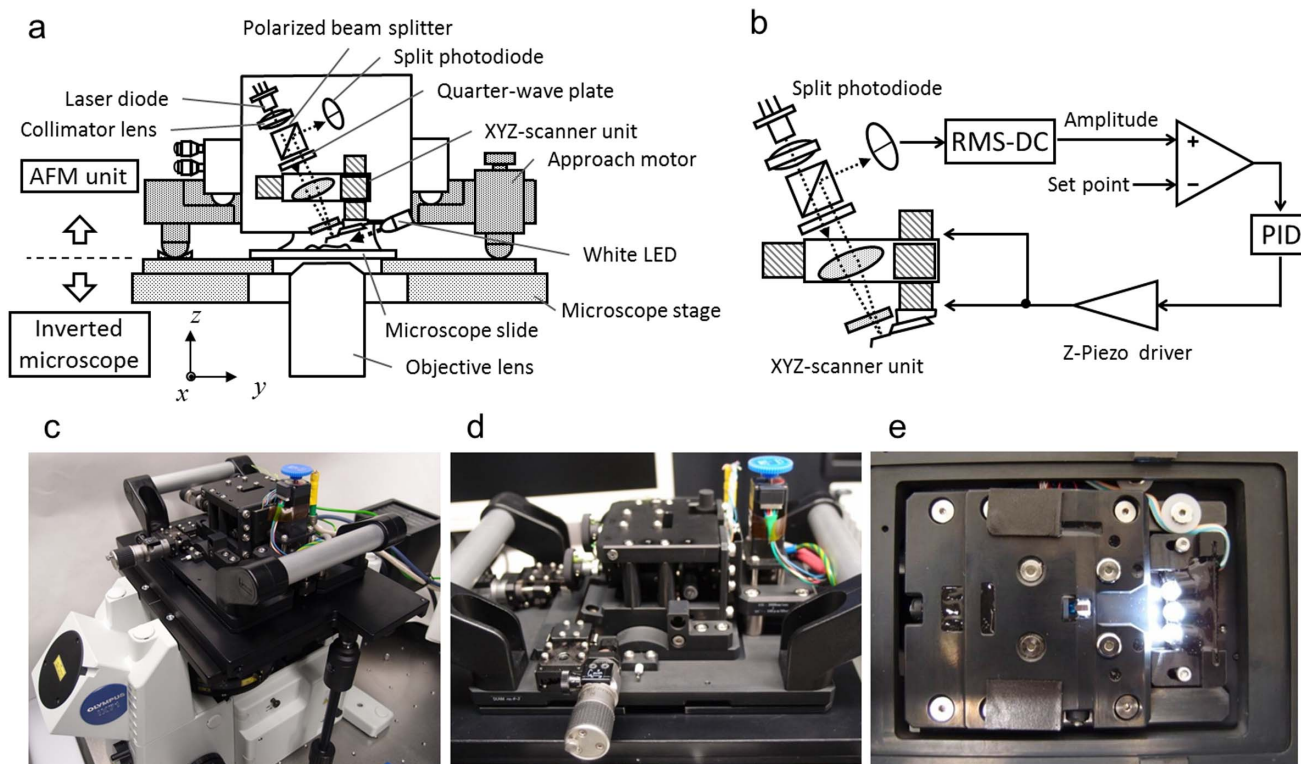 a
Polarized beam splitter
Split photodiode
Laser diode
Quarter-wave plate
Collimator lens
XYZ-scanner unit
Approach motor
AFM unit
White LED
Microscope stage
Inverted
microscope
z
x
y
Microscope slide
Objective lens
b
Split photodiode
RMS-DC
Amplitude
Set point
+
−
PID
Z-Piezo driver
XYZ-scanner unit
c
OLYMPUS
IX71
d
e